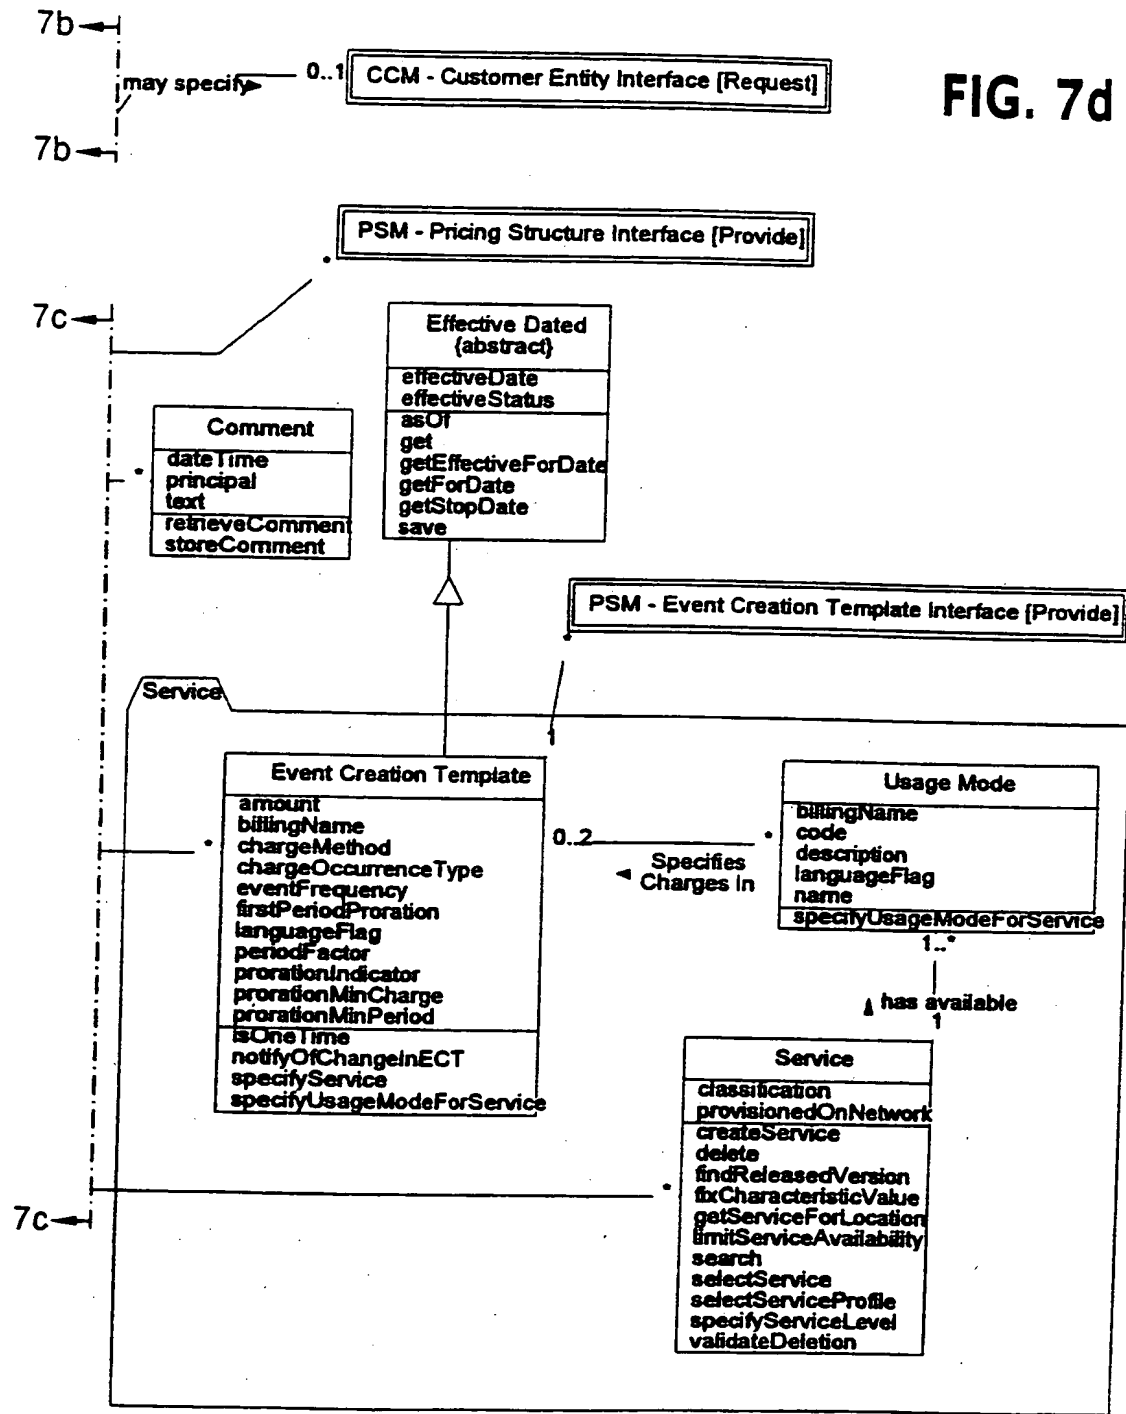 7b
may specify
0..1
CCM - Customer Entity Interface [Request]
FIG. 7d
7b
PSM - Pricing Structure Interface [Provide]
*
7c
Effective Dated
{abstract}
effectiveDate
effectiveStatus
asOf
get
getEffectiveForDate
getForDate
getStopDate
save
Comment
*
dateTime
principal
text
retrieveComment
storeComment
PSM - Event Creation Template Interface [Provide]
*
1
Service
Event Creation Template
*
amount
billingName
chargeMethod
chargeOccurrenceType
eventFrequency
firstPeriodProration
languageFlag
periodFactor
prorationIndicator
prorationMinCharge
prorationMinPeriod
isOneTime
notifyOfChangeInECT
specifyService
specifyUsageModeForService
0..2
*
Specifies
Charges In
Usage Mode
billingName
code
description
languageFlag
name
specifyUsageModeForService
1..*
has available
1
Service
classification
provisionedOnNetwork
createService
delete
findReleasedVersion
fixCharacteristicValue
getServiceForLocation
limitServiceAvailability
search
selectService
selectServiceProfile
specifyServiceLevel
validateDeletion
*
7c